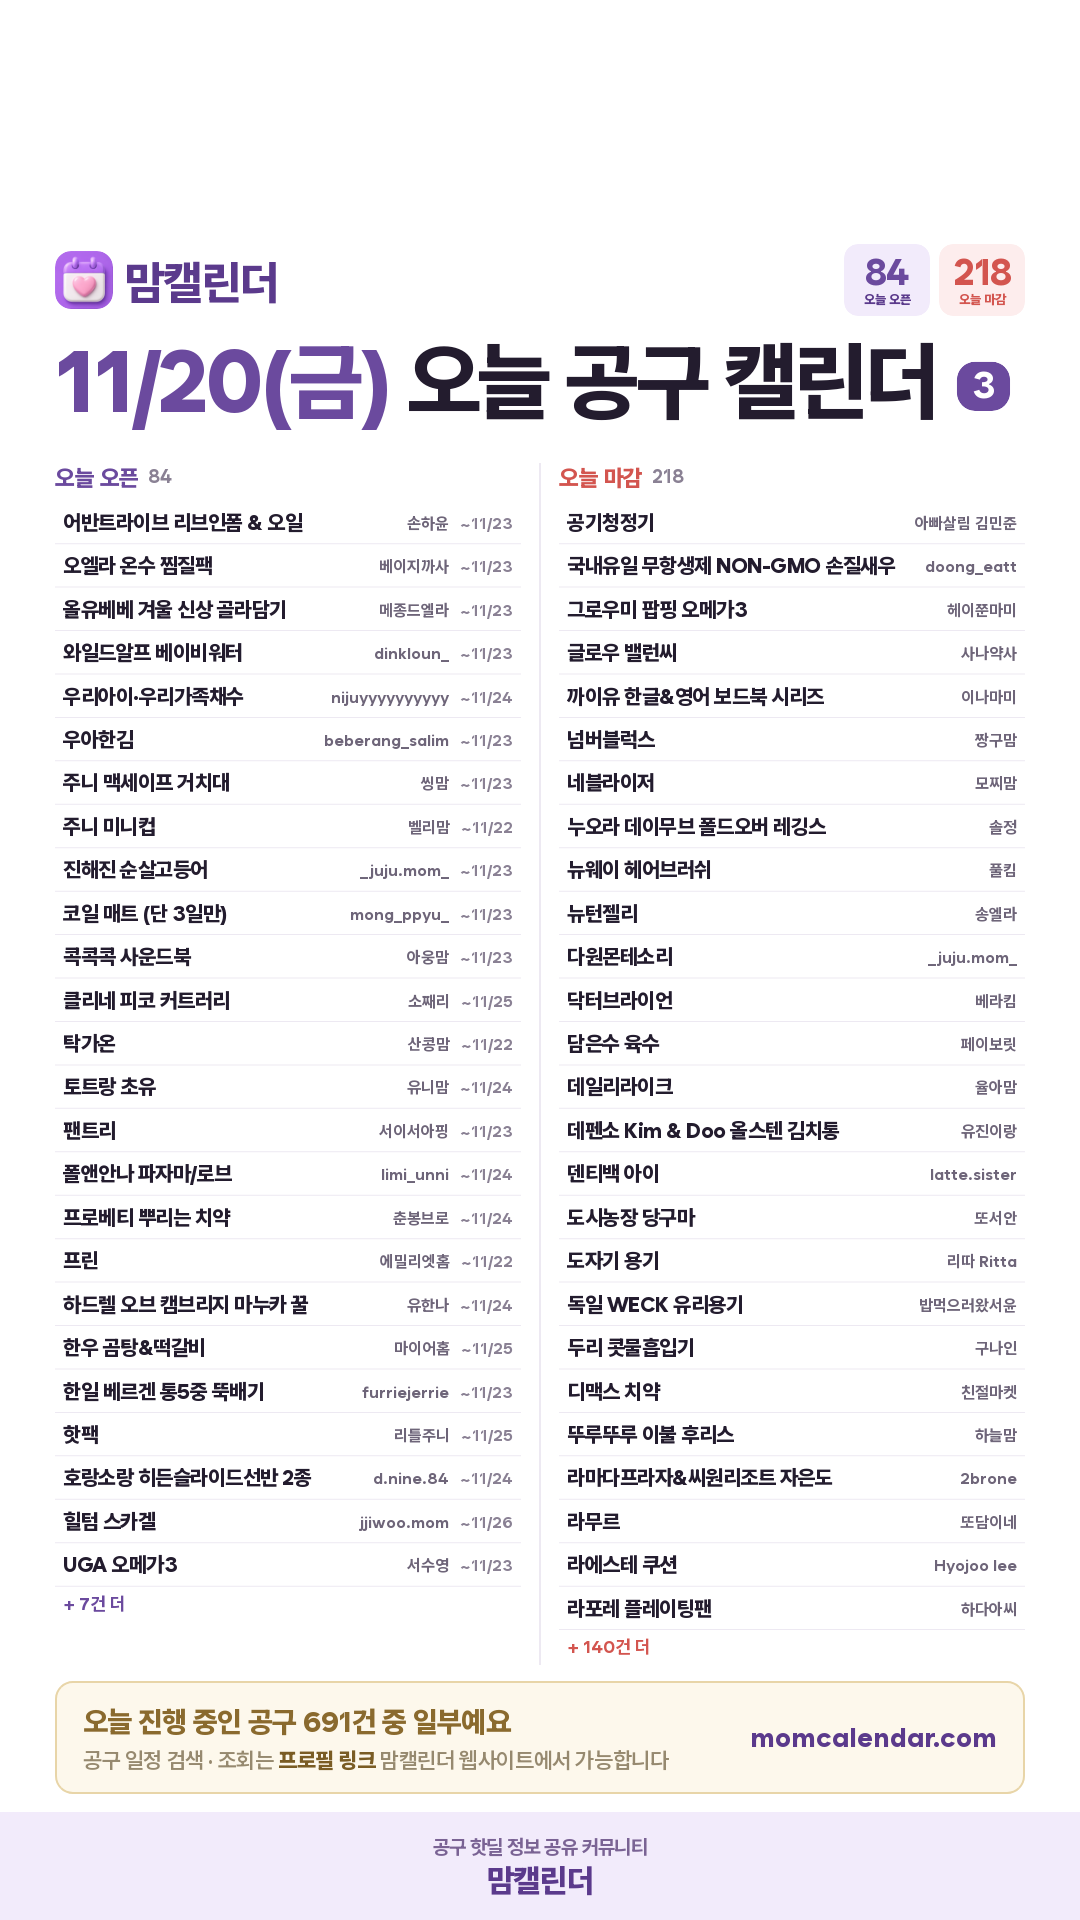 맘캘린더
84
오늘 오픈
218
오늘 마감
11/20(금) 오늘 공구 캘린더 3
오늘 오픈 84
어반트라이브 리브인폼 & 오일 손하윤 ~11/23
오엘라 온수 찜질팩 베이지까사 ~11/23
올유베베 겨울 신상 골라담기 메종드엘라 ~11/23
와일드알프 베이비워터 dinkloun_ ~11/23
우리아이·우리가족채수 nijuyyyyyyyyyy ~11/24
우아한김 beberang_salim ~11/23
주니 맥세이프 거치대 씽맘 ~11/23
주니 미니컵 벨리맘 ~11/22
진해진 순살고등어 _juju.mom_ ~11/23
코일 매트 (단 3일만) mong_ppyu_ ~11/23
콕콕콕 사운드북 아웅맘 ~11/23
클리네 피코 커트러리 소째리 ~11/25
탁가온 산콩맘 ~11/22
토트랑 초유 유니맘 ~11/24
팬트리 서이서아핑 ~11/23
폴앤안나 파자마/로브 limi_unni ~11/24
프로베티 뿌리는 치약 춘봉브로 ~11/24
프린 에밀리엣홈 ~11/22
하드렐 오브 캠브리지 마누카 꿀 유한나 ~11/24
한우 곰탕&떡갈비 마이어홈 ~11/25
한일 베르겐 통5중 뚝배기 furriejerrie ~11/23
핫팩 리틀주니 ~11/25
호랑소랑 히든슬라이드선반 2종 d.nine.84 ~11/24
힐텀 스카겔 jjiwoo.mom ~11/26
UGA 오메가3 서수영 ~11/23
+ 7건 더
오늘 마감 218
공기청정기 아빠살림 김민준
국내유일 무항생제 NON-GMO 손질새우 doong_eatt
그로우미 팝핑 오메가3 헤이쭌마미
글로우 밸런씨 사나약사
까이유 한글&영어 보드북 시리즈 이나마미
넘버블럭스 짱구맘
네블라이저 모찌맘
누오라 데이무브 폴드오버 레깅스 솔정
뉴웨이 헤어브러쉬 풀킴
뉴턴젤리 송엘라
다원몬테소리 _juju.mom_
닥터브라이언 베라킴
담은수 육수 페이보릿
데일리라이크 율아맘
데펜소 Kim & Doo 올스텐 김치통 유진이랑
덴티백 아이 latte.sister
도시농장 당구마 또서안
도자기 용기 리따 Ritta
독일 WECK 유리용기 밥먹으러왔서윤
두리 콧물흡입기 구나인
디맥스 치약 친절마켓
뚜루뚜루 이불 후리스 하늘맘
라마다프라자&씨원리조트 자은도 2brone
라무르 또담이네
라에스테 쿠션 Hyojoo lee
라포레 플레이팅팬 하다아씨
+ 140건 더
오늘 진행 중인 공구 691건 중 일부예요
공구 일정 검색 · 조회는 프로필 링크 맘캘린더 웹사이트에서 가능합니다
momcalendar.com
공구 핫딜 정보 공유 커뮤니티
맘캘린더